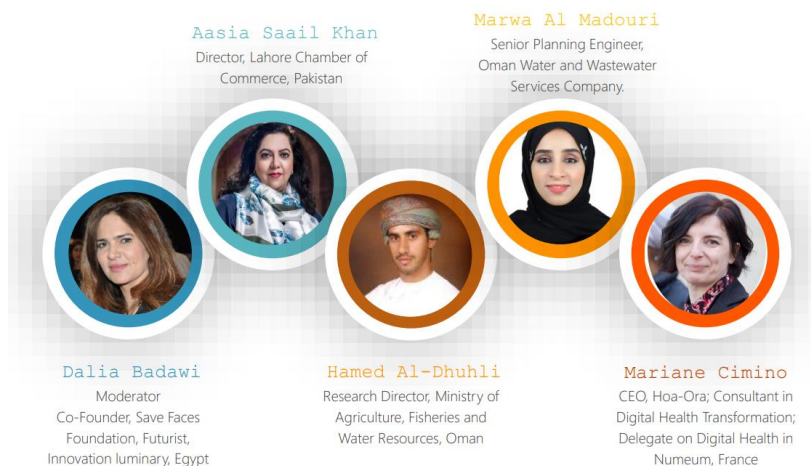 Aasia Saail Khan
Director, Lahore Chamber of
Commerce, Pakistan
Marwa Al Madouri
Senior Planning Engineer,
Oman Water and Wastewater
Services Company.
Dalia Badawi
Moderator
Co-Founder, Save Faces
Foundation, Futurist,
Innovation luminary, Egypt
Hamed Al-Dhuhli
Research Director, Ministry of
Agriculture, Fisheries and
Water Resources, Oman
Mariane Cimino
CEO, Hoa-Ora; Consultant in
Digital Health Transformation;
Delegate on Digital Health in
Numeum, France